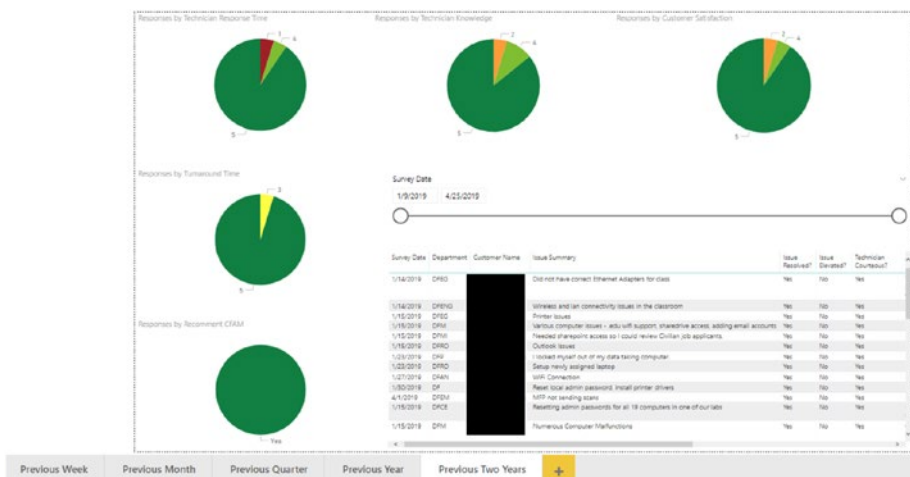 Responses by Technician Response Time
Responses by Technician Knowledge
Responses by Customer Satisfaction
1
4
5
2
4
5
2
4
5
Responses by Turnaround Time
3
5
Responses by Recomment CFAM
Yes
Survey Date
1/9/2019 4/25/2019
Survey Date Department Customer Name Issue Summary Issue Resolved? Issue Elevated? Technician Courteous?
1/14/2019 DFEG Did not have correct Ethernet Adapters for class Yes No Yes
1/14/2019 DFENG Wireless and lan connectivity issues in the classroom Yes No Yes
1/15/2019 DFEG Printer Issues Yes No Yes
1/15/2019 DFM Various computer issues - .edu wifi support, sharedrive access, adding email accounts Yes No Yes
1/15/2019 DFMI Needed sharepoint access so I could review Civilian job applicants. Yes No Yes
1/16/2019 DFRO Outlook Issues Yes No Yes
1/23/2019 I locked myself out of my data taking computer. Yes No Yes
1/23/2019 DFRO Setup newly assigned laptop Yes No Yes
1/27/2019 DFAN WiFi Connection Yes No Yes
1/30/2019 DF Reset local admin password. Install printer drivers Yes No Yes
4/1/2019 DFEM MFP not sending scans Yes No Yes
1/15/2019 DFCE Resetting admin passwords for all 19 computers in one of our labs Yes No Yes
1/15/2019 DFM Numerous Computer Malfunctions Yes No Yes
Previous Week Previous Month Previous Quarter Previous Year Previous Two Years +